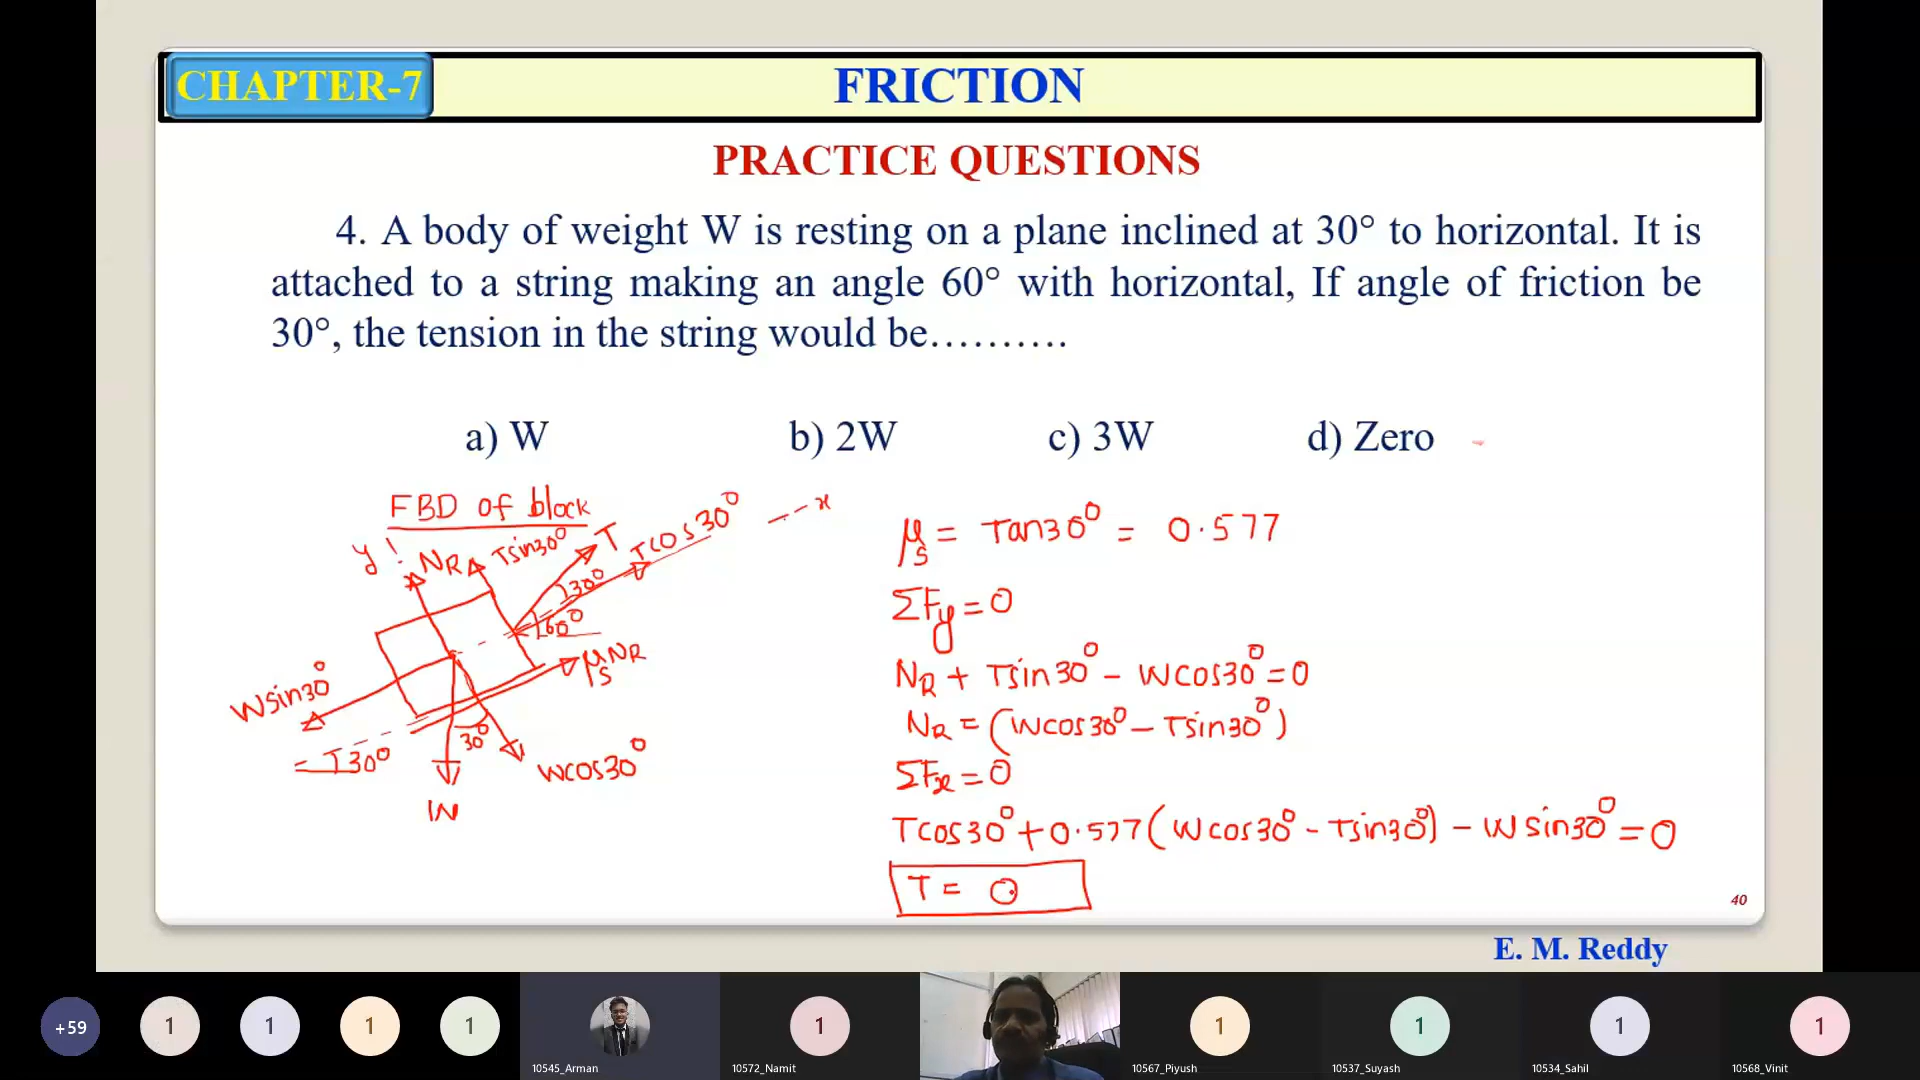 CHAPTER-7
FRICTION
PRACTICE QUESTIONS
4. A body of weight W is resting on a plane inclined at 30° to horizontal. It is
attached to a string making an angle 60° with horizontal, If angle of friction be
30°, the tension in the string would be……….
a) W b) 2W c) 3W d) Zero
FBD of block
y
NR
Tsin30°
T
Tcos30°
x
30°
60°
μsNR
Wsin30°
30°
30°
Wcos30°
W
μs = Tan30° = 0.577
ΣFy = 0
NR + Tsin30° - Wcos30° = 0
NR = (Wcos30° - Tsin30°)
ΣFx = 0
Tcos30° + 0.577(Wcos30° - Tsin30°) - Wsin30° = 0
T = 0
40
E. M. Reddy
+59
1
1
1
1
10545_Arman
1
10572_Namit
1
10567_Piyush
1
10537_Suyash
1
10534_Sahil
1
10568_Vinit